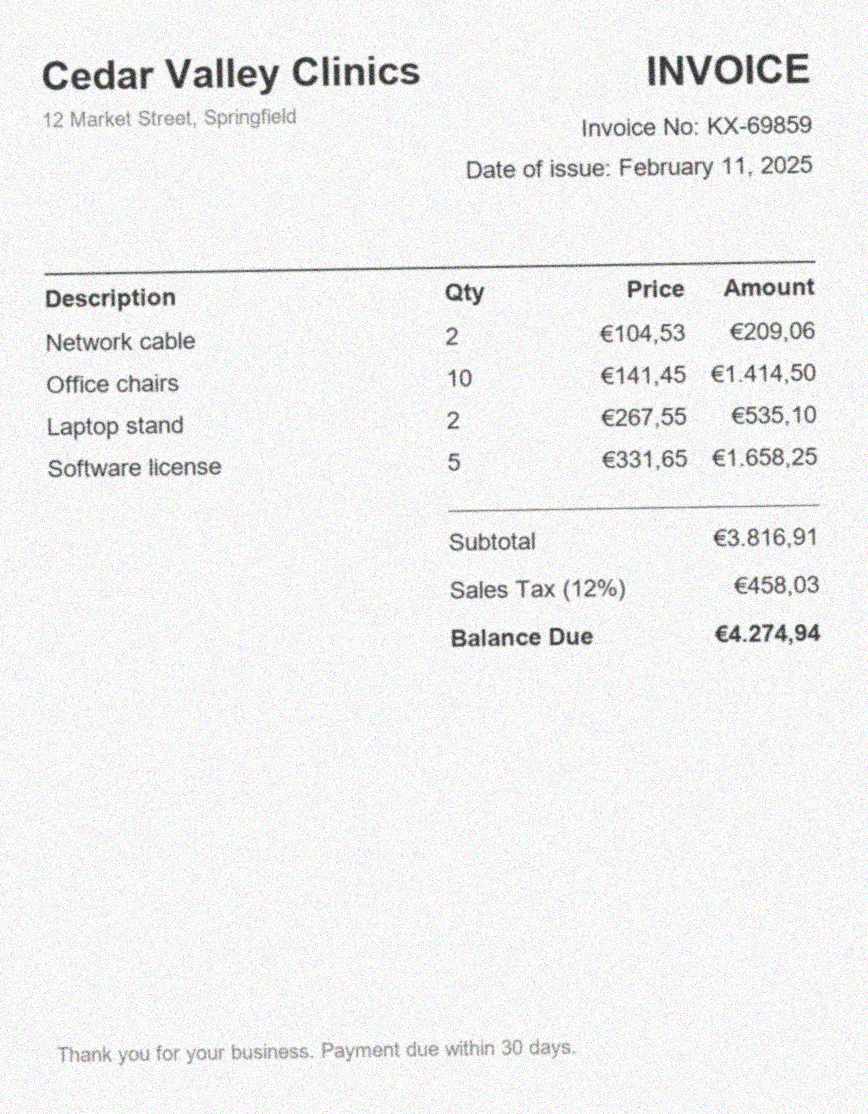 Cedar Valley Clinics
INVOICE
12 Market Street, Springfield
Invoice No: KX-69859
Date of issue: February 11, 2025
Description Qty Price Amount
Network cable 2 €104,53 €209,06
Office chairs 10 €141,45 €1.414,50
Laptop stand 2 €267,55 €535,10
Software license 5 €331,65 €1.658,25
Subtotal €3.816,91
Sales Tax (12%) €458,03
Balance Due €4.274,94
Thank you for your business. Payment due within 30 days.